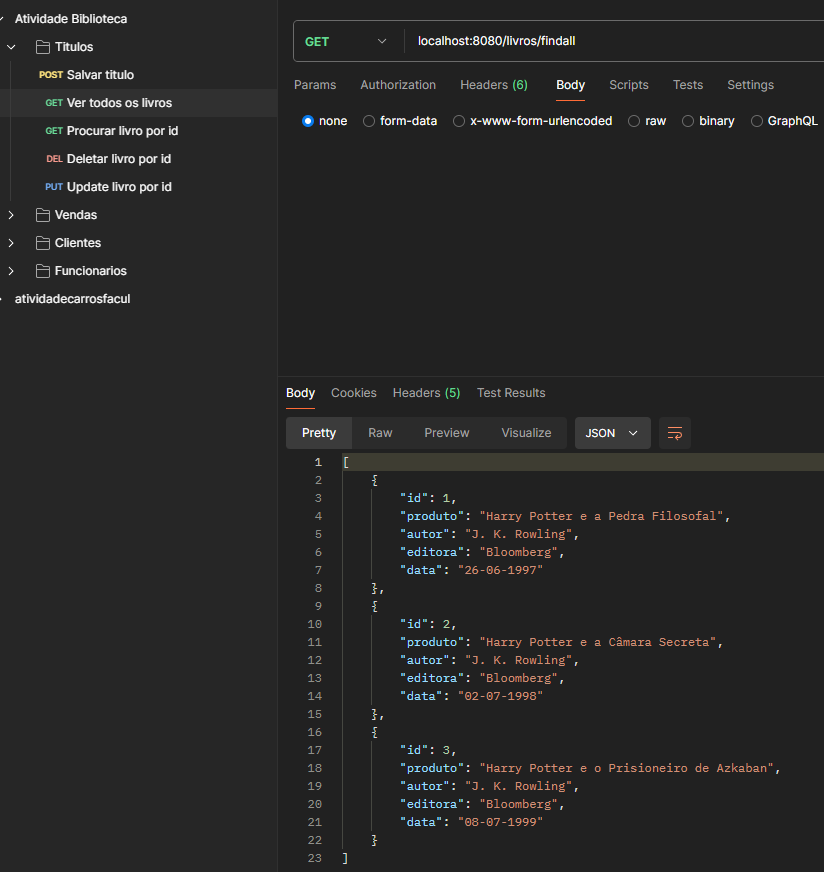 Atividade Biblioteca
Titulos
POST Salvar titulo
GET Ver todos os livros
GET Procurar livro por id
DEL Deletar livro por id
PUT Update livro por id
Vendas
Clientes
Funcionarios
atividadecarrosfacul
GET localhost:8080/livros/findall
Params Authorization Headers (6) Body Scripts Tests Settings
none form-data x-www-form-urlencoded raw binary GraphQL
Body Cookies Headers (5) Test Results
Pretty Raw Preview Visualize JSON
1 [
2 {
3 "id": 1,
4 "produto": "Harry Potter e a Pedra Filosofal",
5 "autor": "J. K. Rowling",
6 "editora": "Bloomberg",
7 "data": "26-06-1997"
8 },
9 {
10 "id": 2,
11 "produto": "Harry Potter e a Câmara Secreta",
12 "autor": "J. K. Rowling",
13 "editora": "Bloomberg",
14 "data": "02-07-1998"
15 },
16 {
17 "id": 3,
18 "produto": "Harry Potter e o Prisioneiro de Azkaban",
19 "autor": "J. K. Rowling",
20 "editora": "Bloomberg",
21 "data": "08-07-1999"
22 }
23 ]